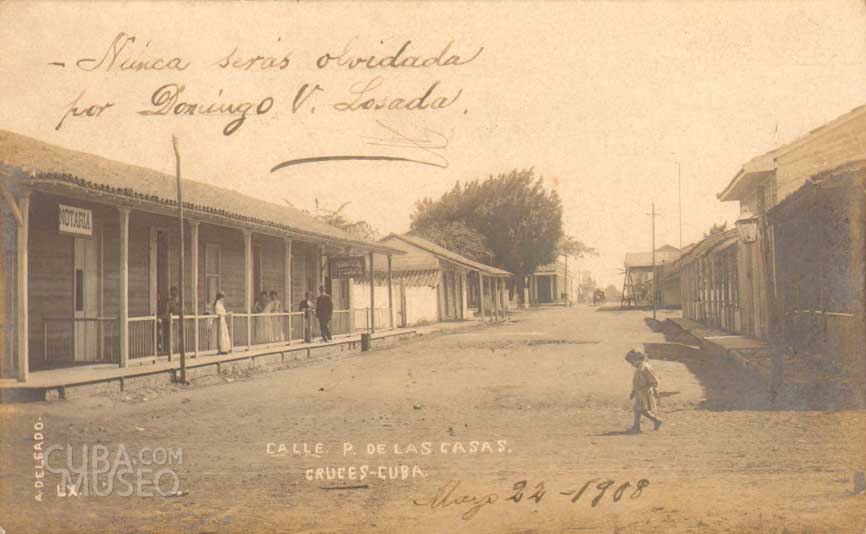 - Nunca serás olvidada
por Domingo V. Losada.
NOTARIA
CALLE. P. DE LAS CASAS.
CRUCES-CUBA.
A. DELGADO.
LX.
CUBA.COM
MUSEO
Mayo 22-1908